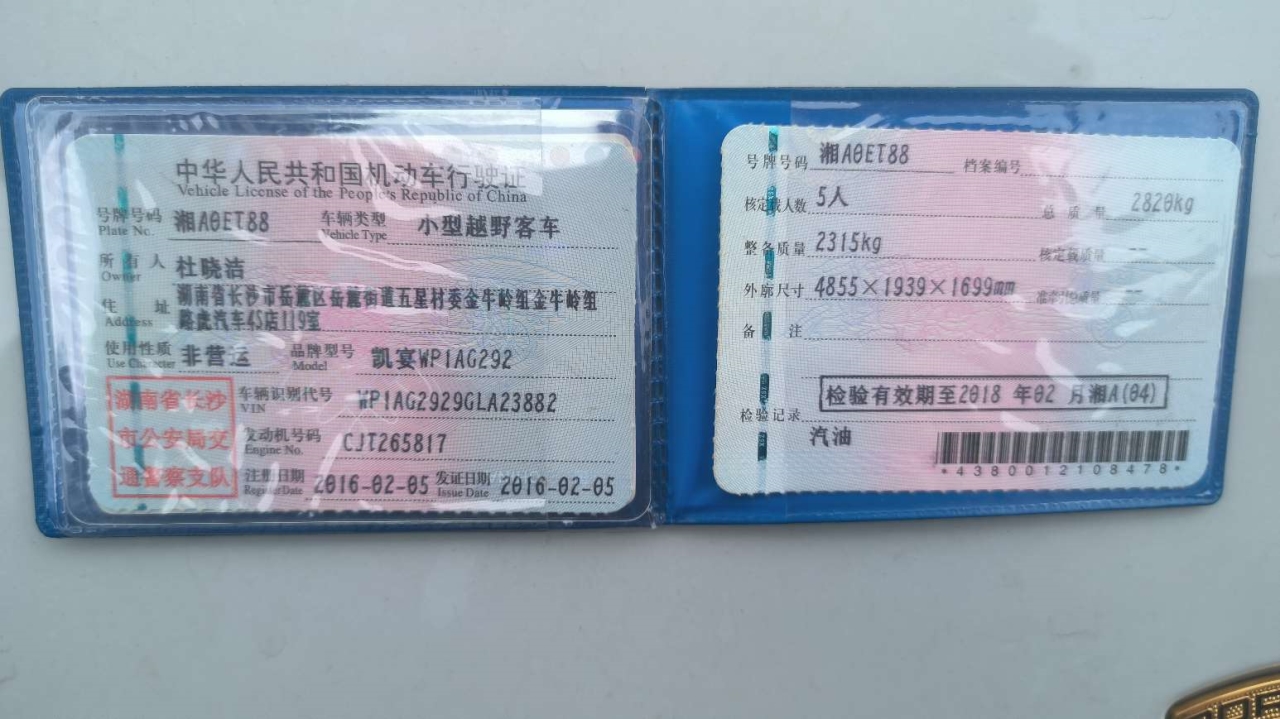 中华人民共和国机动车行驶证
Vehicle License of the People's Republic of China
号牌号码 湘A0ET88 车辆类型 小型越野客车
Plate No. Vehicle Type
所有人 杜晓洁
Owner
住址 湖南省长沙市岳麓区岳麓街道五星村委金牛岭组金牛岭组
Address 路虎汽车4S店119室
使用性质 非营运 品牌型号 凯宴WP1AG292
Use Character Model
湖南省长沙
市公安局交
通警察支队
车辆识别代号 WP1AG2929GLA23882
VIN
发动机号码 CJT265817
Engine No.
注册日期 2016-02-05 发证日期 2016-02-05
Register Date Issue Date
号牌号码 湘A0ET88 档案编号
核定载人数 5人 总质量 2820kg
整备质量 2315kg 核定载质量 --
外廓尺寸 4855×1939×1699mm 准牵引总质量 --
备注
检验有效期至2018 年02 月湘A(04)
检验记录
汽油
*4380012108478*